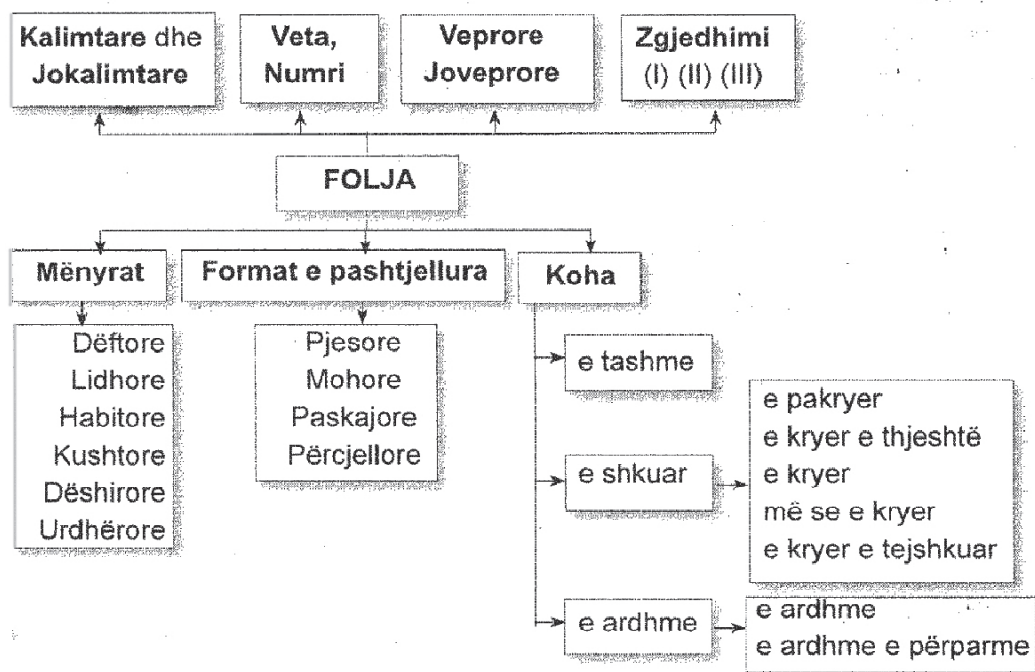 Kalimtare dhe
Jokalimtare
Veta,
Numri
Veprore
Joveprore
Zgjedhimi
(I) (II) (III)
FOLJA
Mënyrat
Format e pashtjellura
Koha
Dëftore
Lidhore
Habitore
Kushtore
Dëshirore
Urdhërore
Pjesore
Mohore
Paskajore
Përcjellore
e tashme
e shkuar
e pakryer
e kryer e thjeshtë
e kryer
më se e kryer
e kryer e tejshkuar
e ardhme
e ardhme
e ardhme e përparme